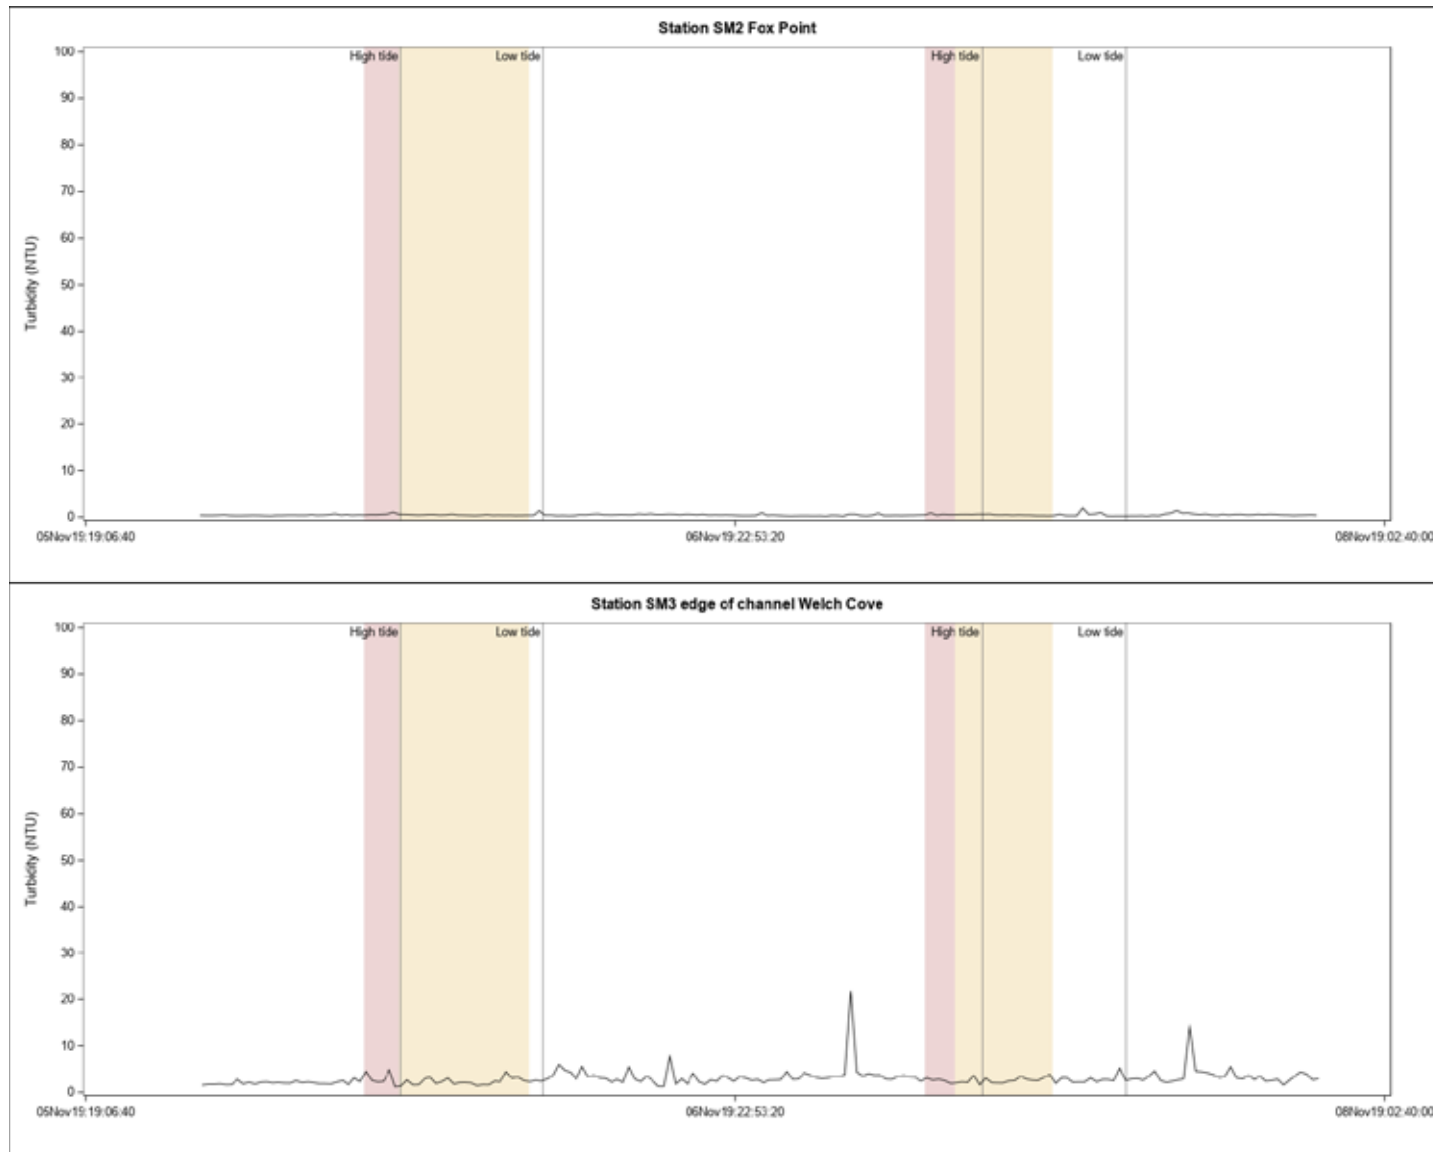 Station SM2 Fox Point
High tide Low tide High tide Low tide
100
90
80
70
60
50
40
30
20
10
0
Turbidity (NTU)
05Nov19:19:06:40 06Nov19:22:53:20 08Nov19:02:40:00
Station SM3 edge of channel Welch Cove
High tide Low tide High tide Low tide
100
90
80
70
60
50
40
30
20
10
0
Turbidity (NTU)
05Nov19:19:06:40 06Nov19:22:53:20 08Nov19:02:40:00